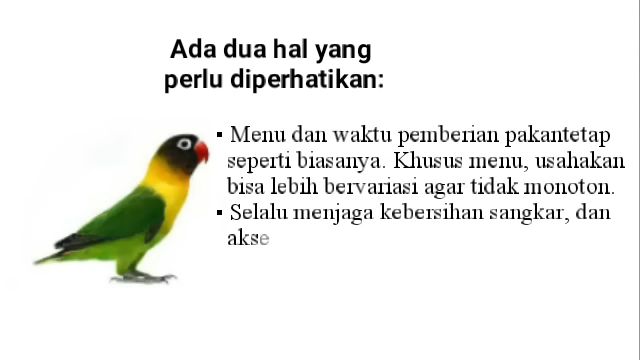 Ada dua hal yang
perlu diperhatikan:
▪ Menu dan waktu pemberian pakantetap
seperti biasanya. Khusus menu, usahakan
bisa lebih bervariasi agar tidak monoton.
▪ Selalu menjaga kebersihan sangkar, dan
akse